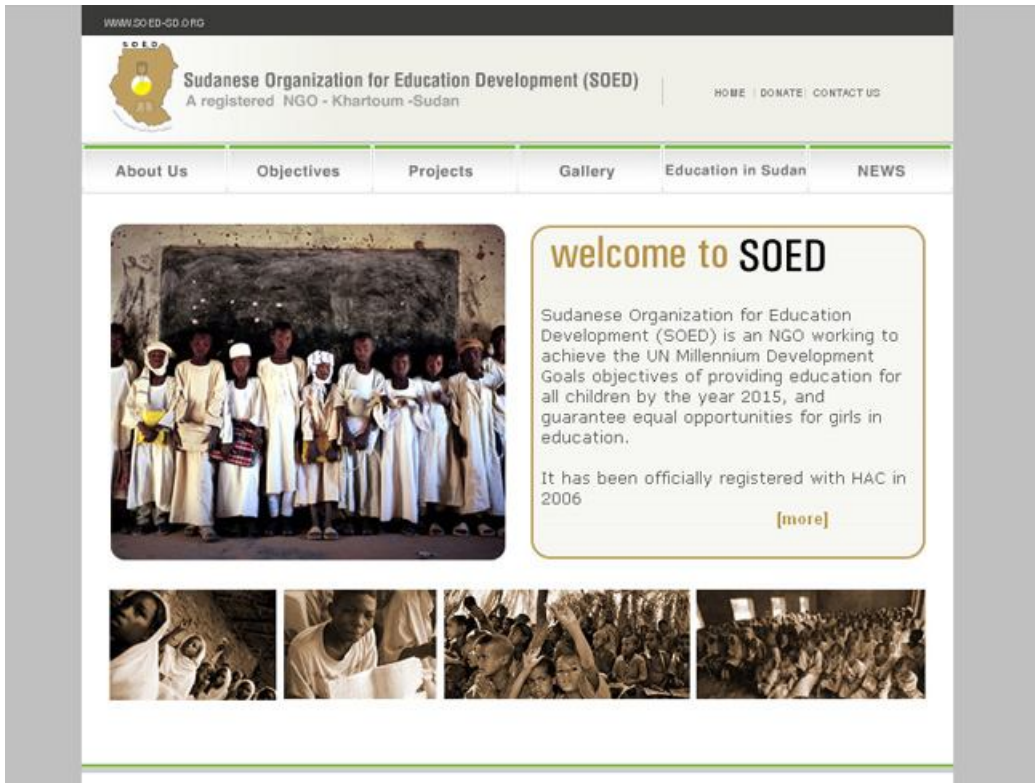 WWW.SOED-SD.ORG
SOED
Sudanese Organization for Education Development (SOED)
A registered NGO - Khartoum -Sudan
HOME | DONATE | CONTACT US
About Us
Objectives
Projects
Gallery
Education in Sudan
NEWS
welcome to SOED
Sudanese Organization for Education
Development (SOED) is an NGO working to
achieve the UN Millennium Development
Goals objectives of providing education for
all children by the year 2015, and
guarantee equal opportunities for girls in
education.
It has been officially registered with HAC in
2006
[more]